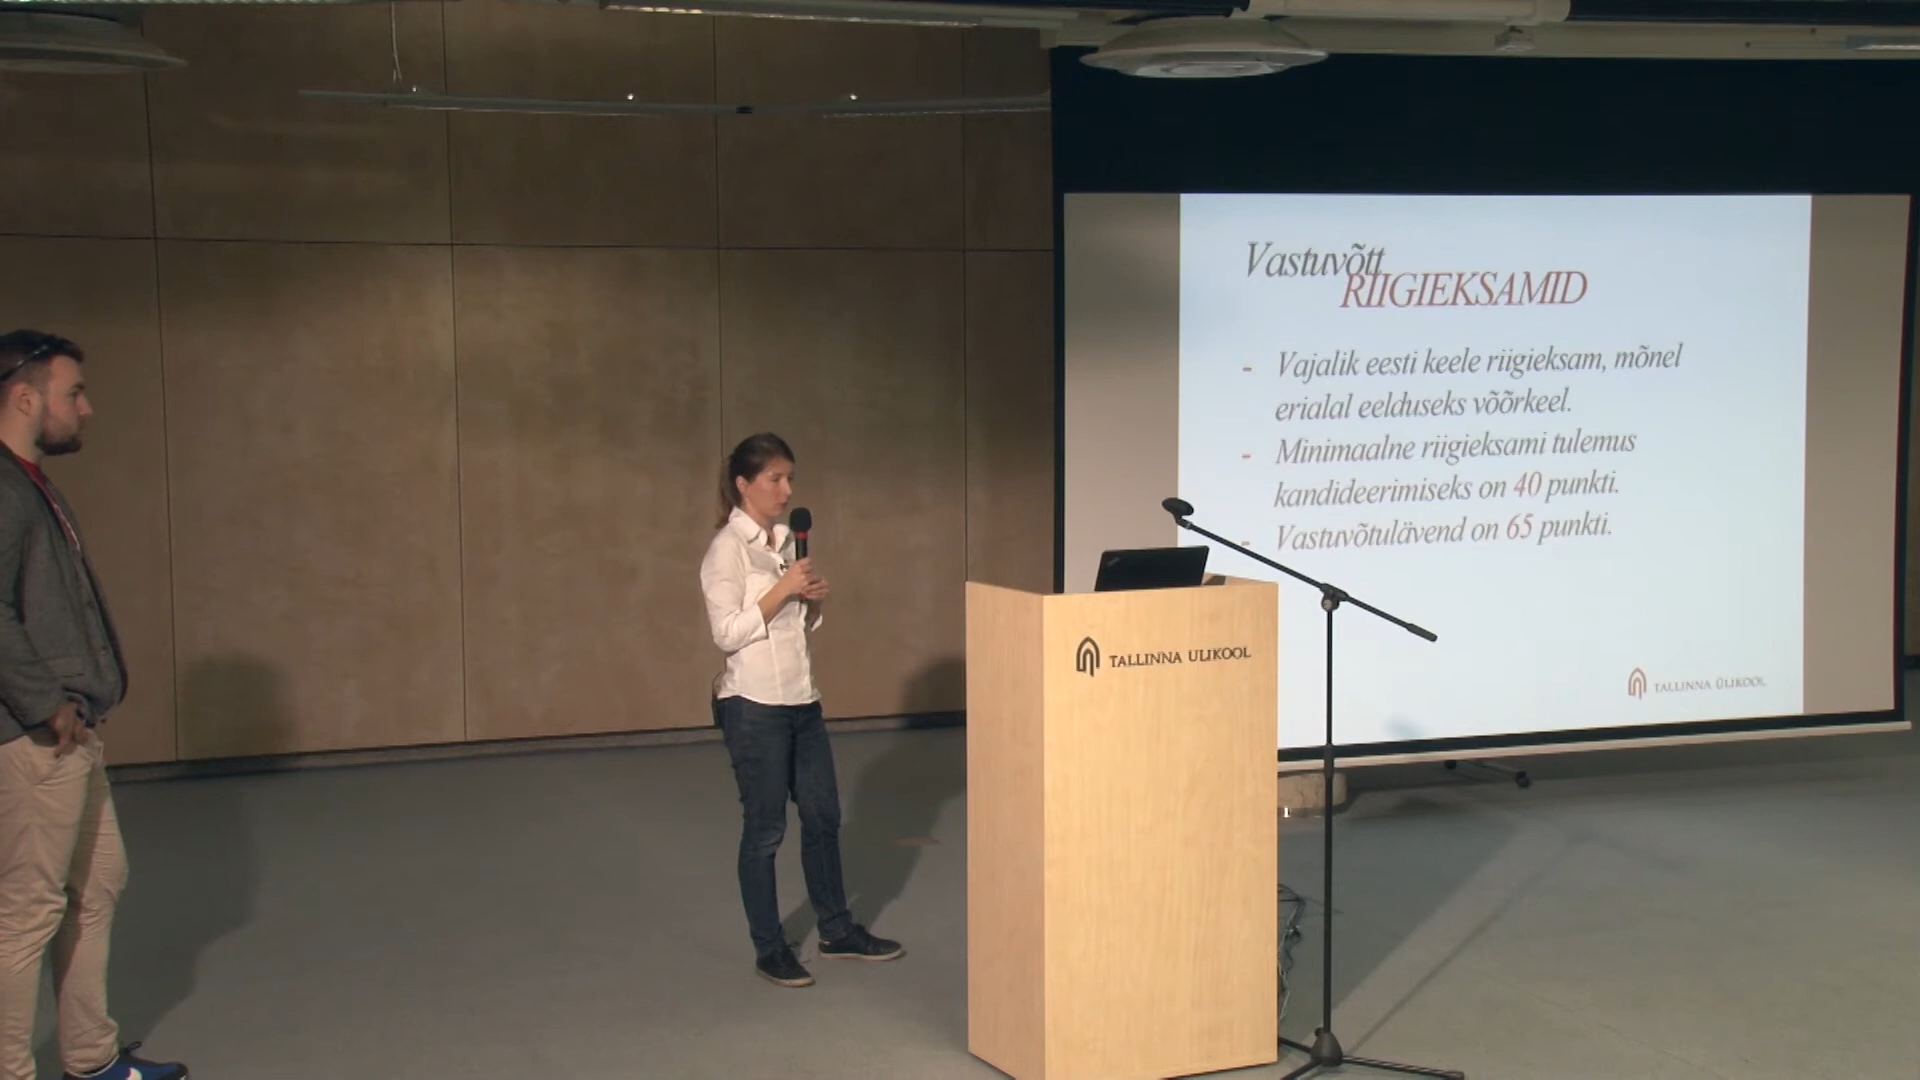 Vastuvõtt
RIIGIEKSAMID
- Vajalik eesti keele riigieksam, mõnel
erialal eelduseks võõrkeel.
- Minimaalne riigieksami tulemus
kandideerimiseks on 40 punkti.
- Vastuvõtulävend on 65 punkti.
TALLINNA ÜLIKOOL
TALLINNA ÜLIKOOL